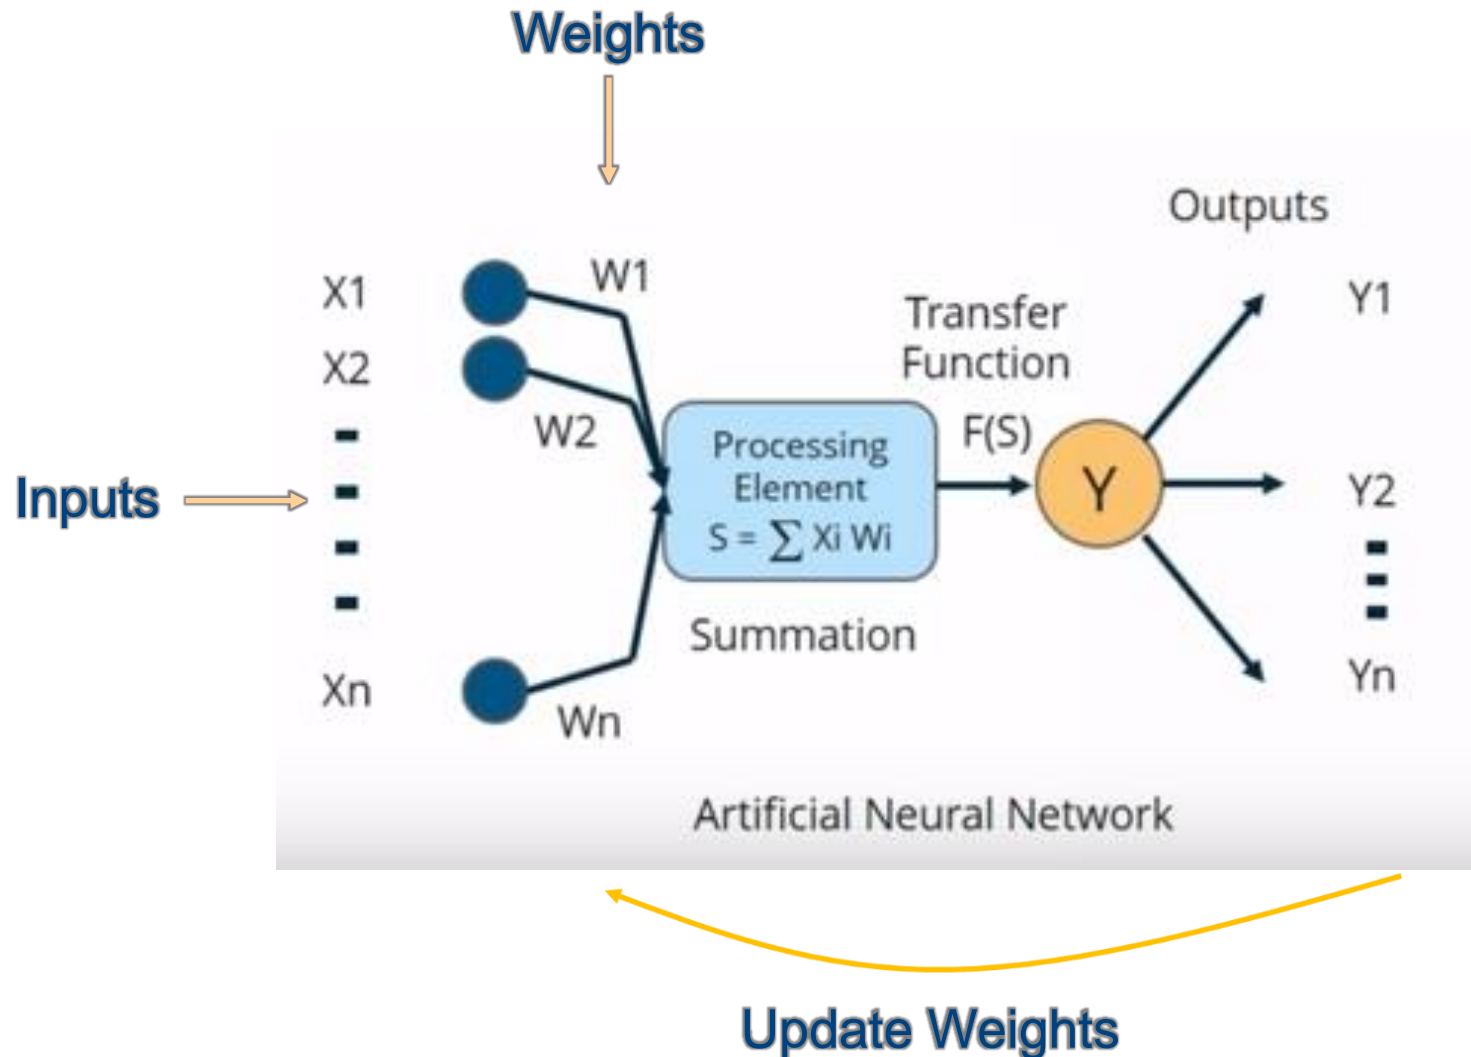 Weights
Outputs
X1
W1
Y1
Transfer
Function
X2
W2
F(S)
Processing
Element
S = ∑ Xi Wi
Y
Inputs
Y2
Summation
Xn
Wn
Yn
Artificial Neural Network
Update Weights